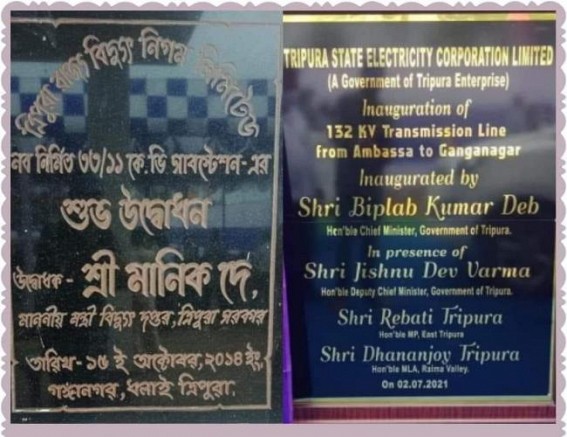 ত্রিপুরা রাজ্য বিদ্যুৎ নিগম লিমিটেড
নব নির্মিত ৩৩/১১ কে.ভি সাবস্টেশন-এর
শুভ উদ্বোধন
উদ্বোধক - শ্রী মানিক দে,
মাননীয় মন্ত্রী বিদ্যুৎ দপ্তর, ত্রিপুরা সরকার
তারিখ - ১৫ ই অক্টোবর, ২০১৪ ইং,
গঙ্গানগর, ধলাই ত্রিপুরা.
TRIPURA STATE ELECTRICITY CORPORATION LIMITED
(A Government of Tripura Enterprise)
Inauguration of
132 KV Transmission Line
From Ambassa to Ganganagar
Inaugurated by
Shri Biplab Kumar Deb
Hon'ble Chief Minister, Government of Tripura.
In presence of
Shri Jishnu Dev Varma
Hon'ble Deputy Chief Minister, Government of Tripura.
Shri Rebati Tripura
Hon'ble MP, East Tripura
Shri Dhananjoy Tripura
Hon'ble MLA, Raima Valley.
On 02.07.2021